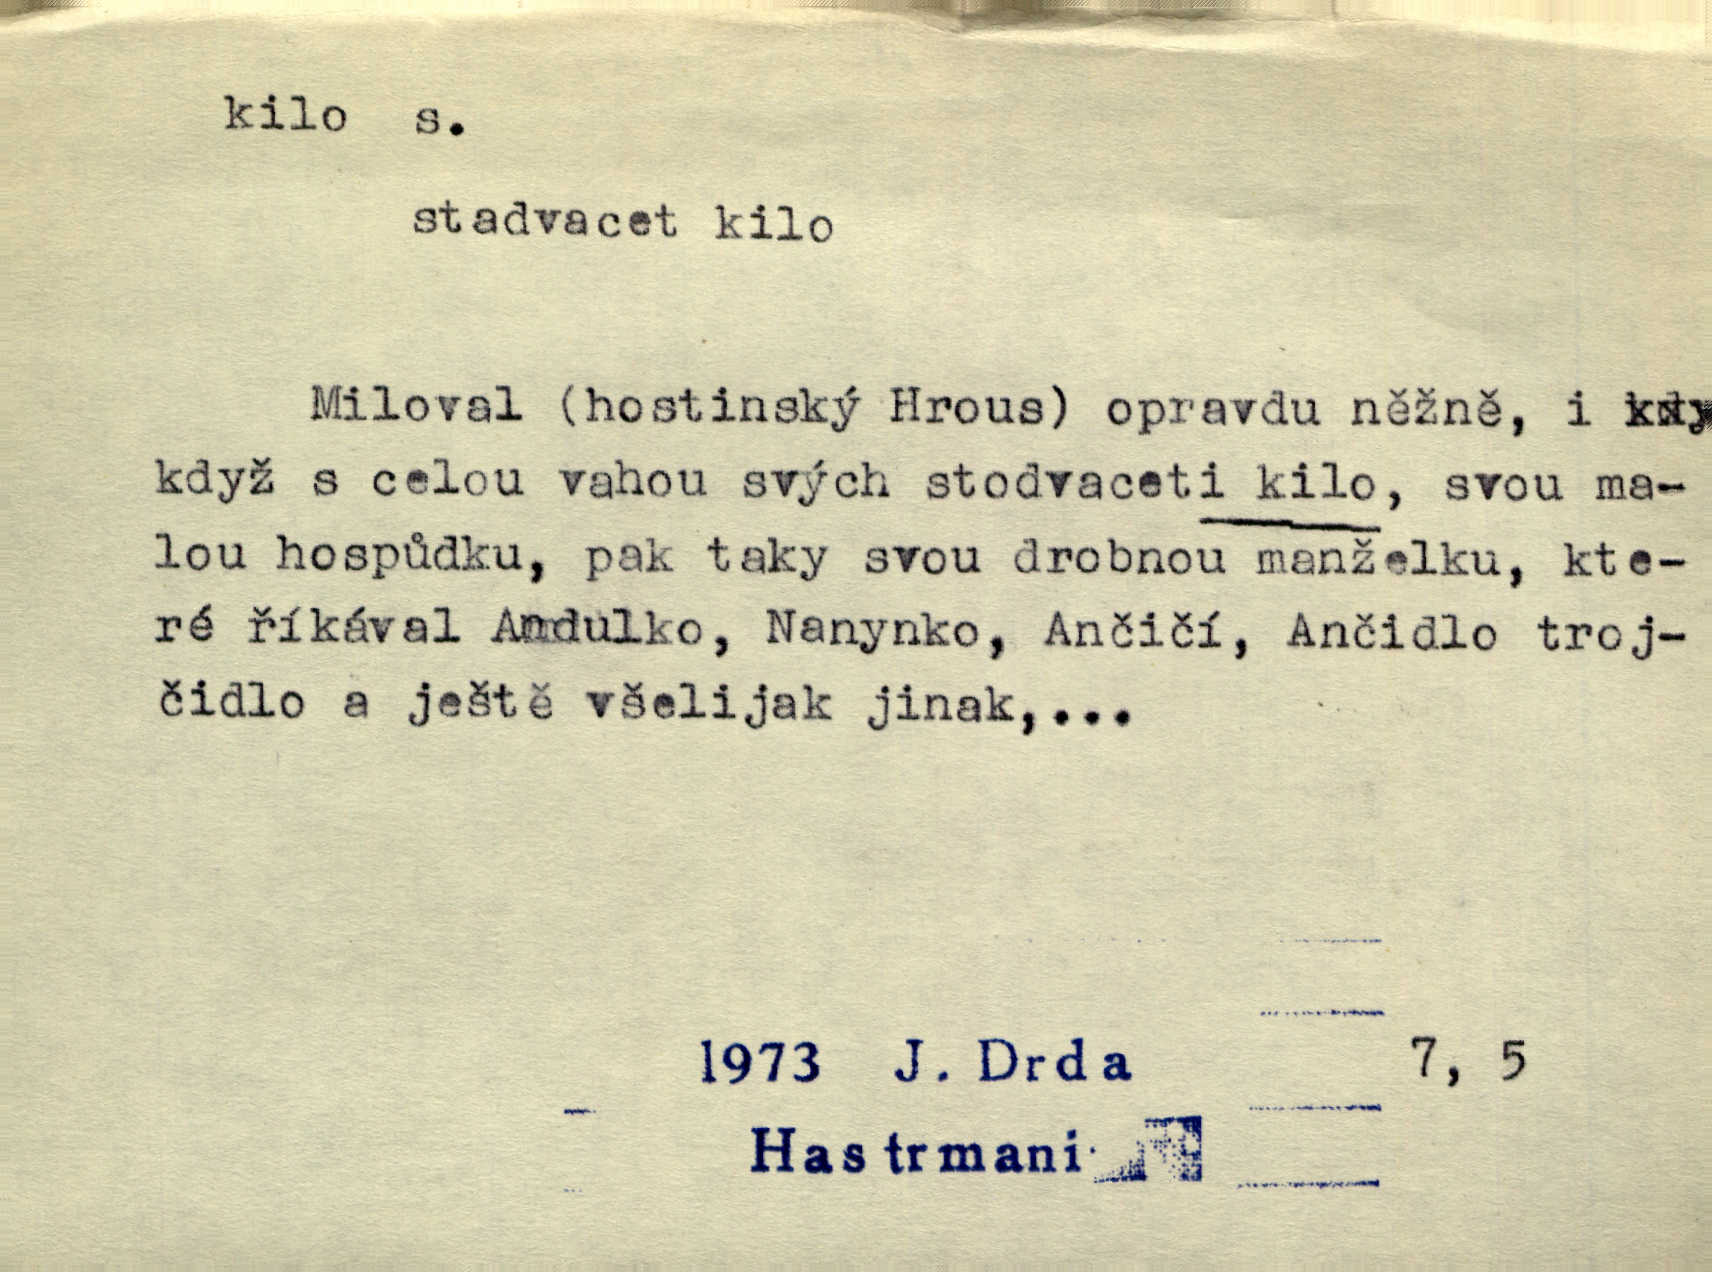 kilo s.
stadvacet kilo
Miloval (hostinský Hrous) opravdu něžně, i kdy
když s celou vahou svých stodvaceti kilo, svou ma-
lou hospůdku, pak taky svou drobnou manželku, kte-
ré říkával Andulko, Nanynko, Ančičí, Ančidlo troj-
čidlo a ještě všelijak jinak,...
1973 J. Drda 7, 5
Hastrmani